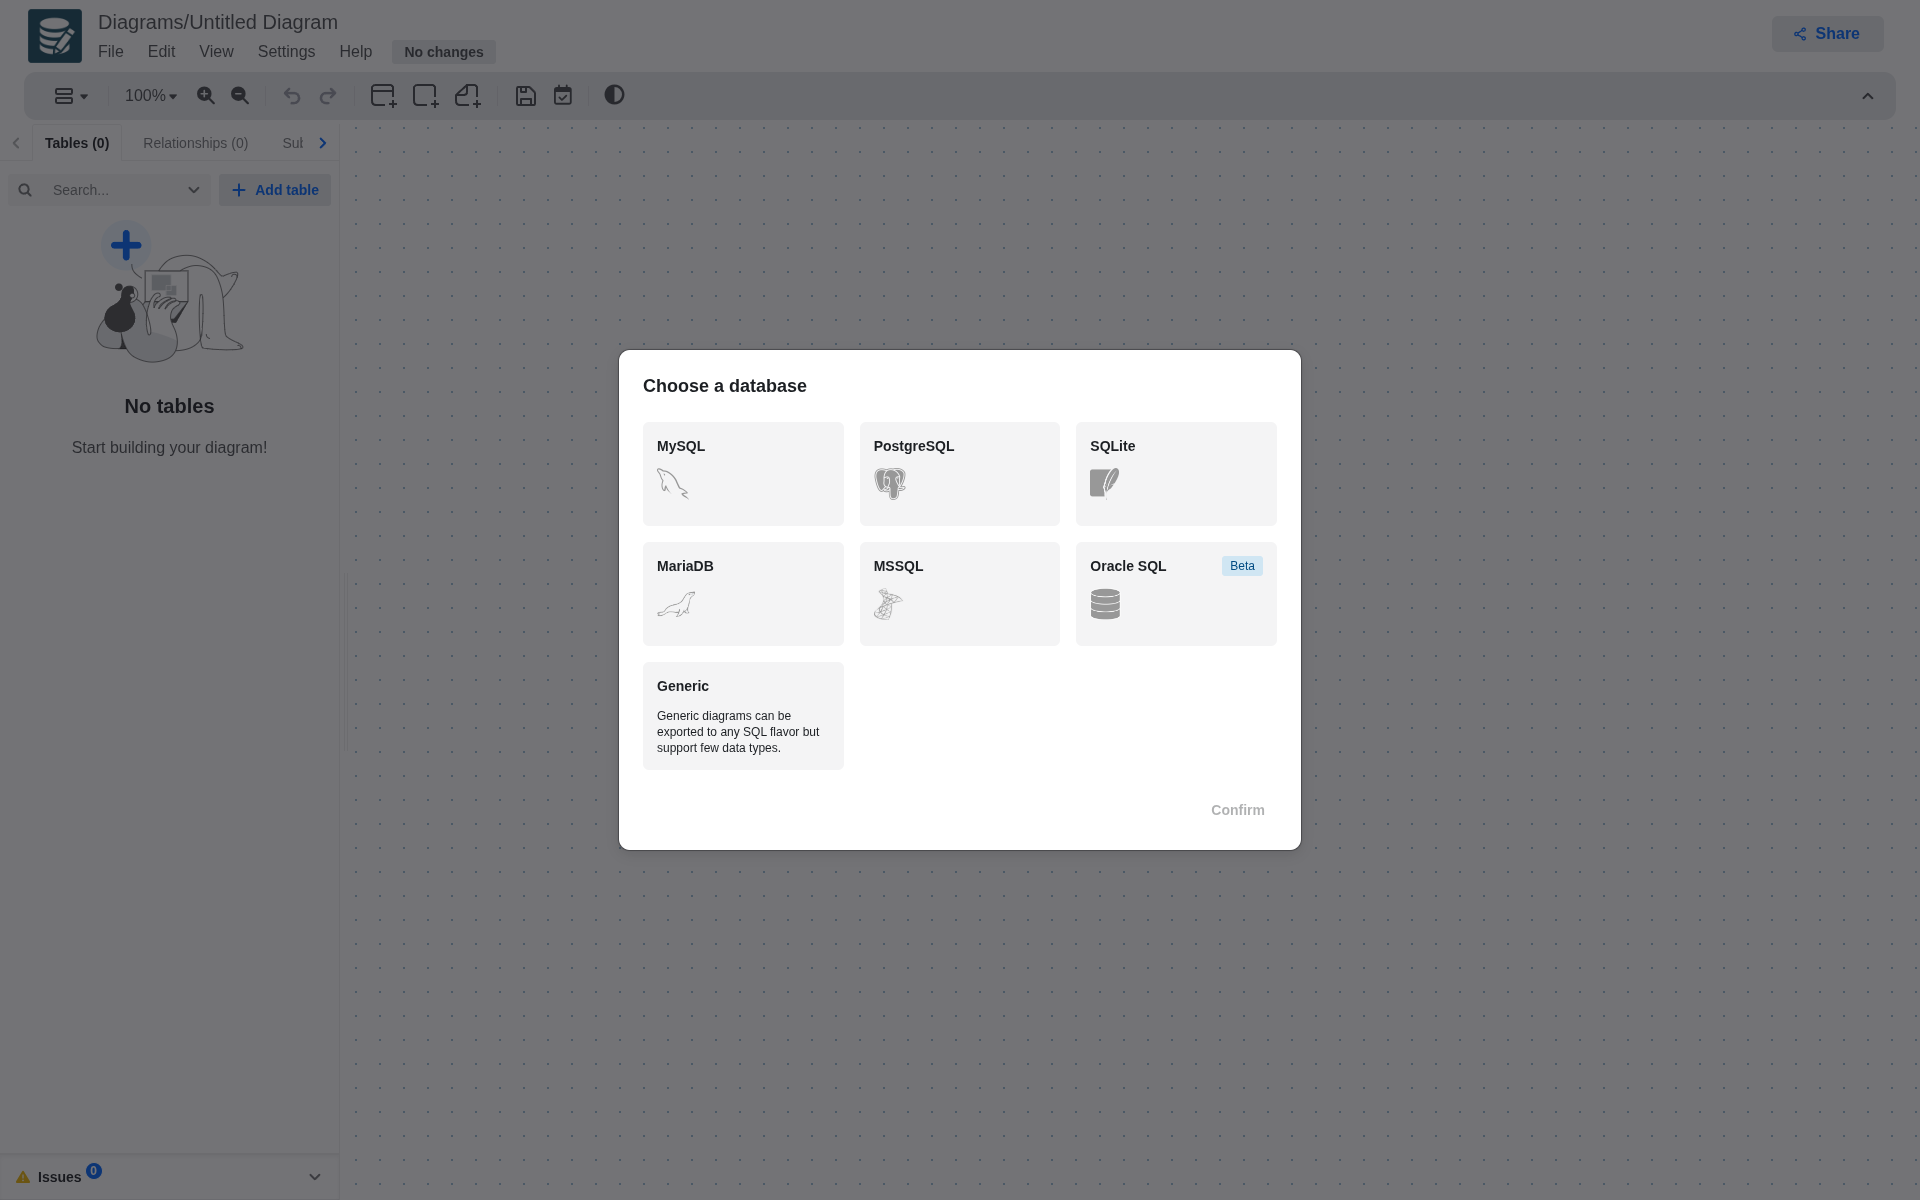 Diagrams/Untitled Diagram
File Edit View Settings Help No changes
Share
100%
Tables (0) Relationships (0) Sub
Search... Add table
No tables
Start building your diagram!
Choose a database
MySQL PostgreSQL SQLite
MariaDB MSSQL Oracle SQL Beta
Generic
Generic diagrams can be
exported to any SQL flavor but
support few data types.
Confirm
Issues 0